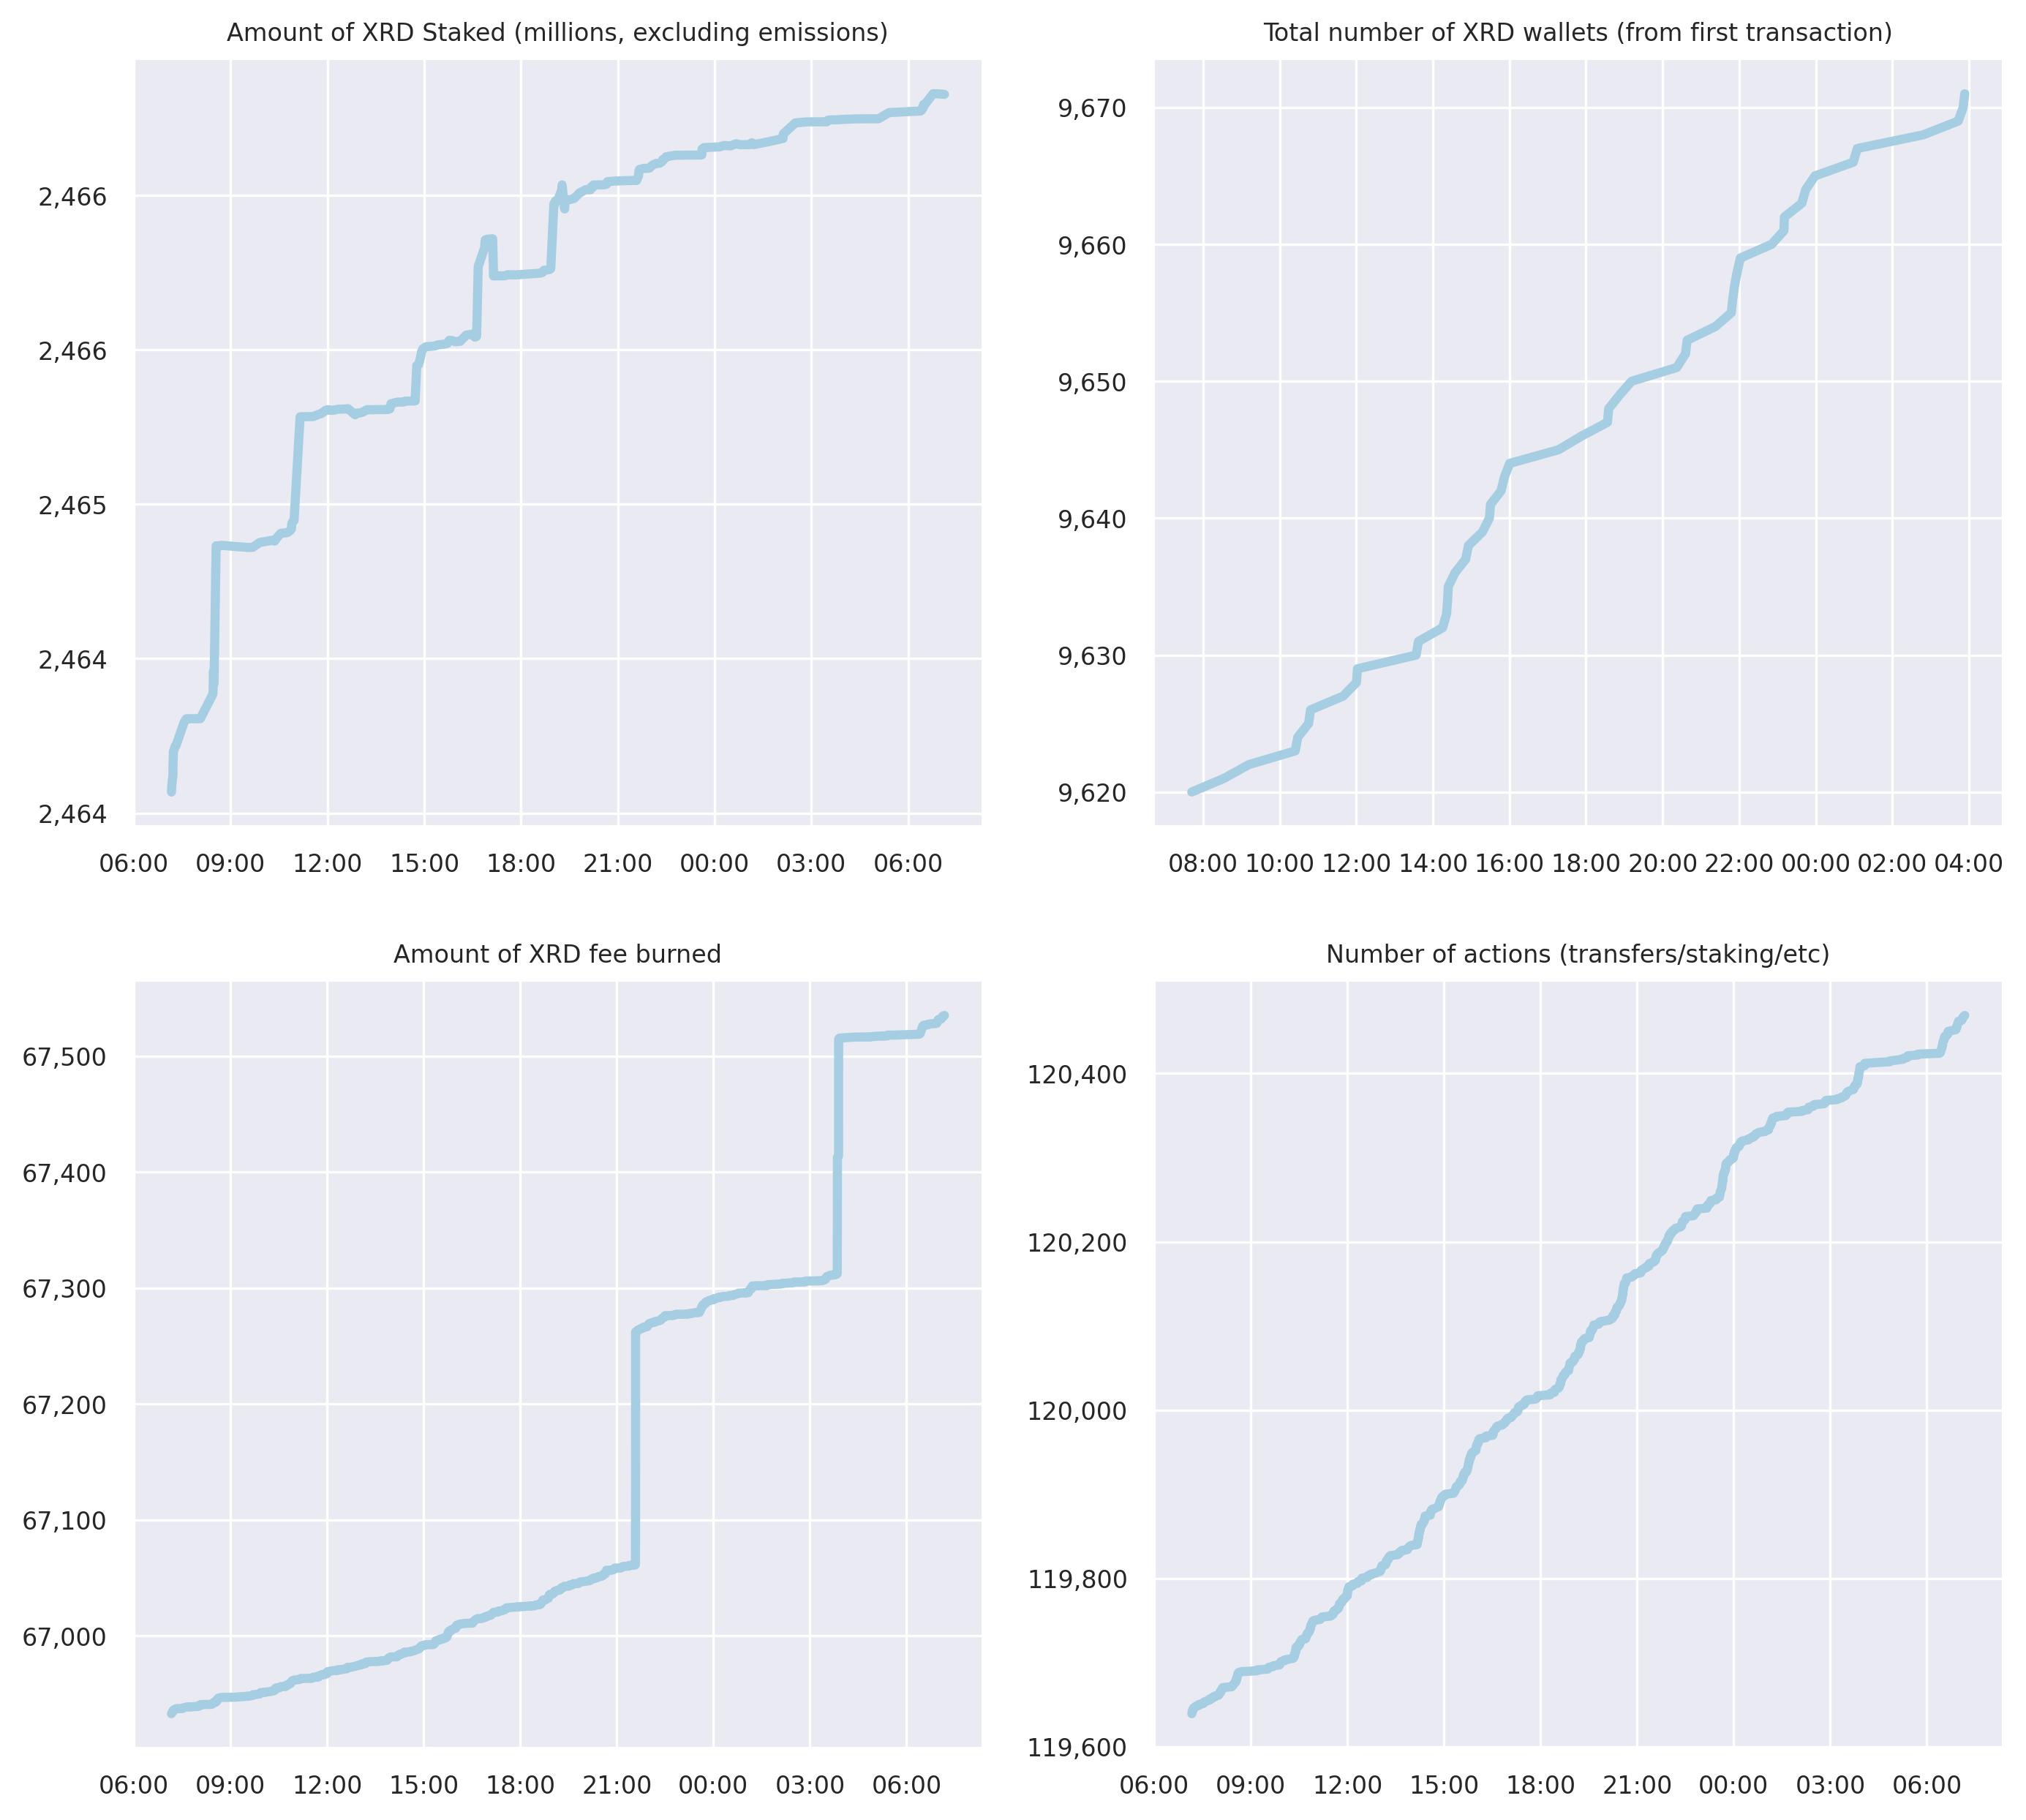 Amount of XRD Staked (millions, excluding emissions)
2,466
2,466
2,465
2,464
2,464
06:00 09:00 12:00 15:00 18:00 21:00 00:00 03:00 06:00
Total number of XRD wallets (from first transaction)
9,670
9,660
9,650
9,640
9,630
9,620
08:00 10:00 12:00 14:00 16:00 18:00 20:00 22:00 00:00 02:00 04:00
Amount of XRD fee burned
67,500
67,400
67,300
67,200
67,100
67,000
06:00 09:00 12:00 15:00 18:00 21:00 00:00 03:00 06:00
Number of actions (transfers/staking/etc)
120,400
120,200
120,000
119,800
119,600
06:00 09:00 12:00 15:00 18:00 21:00 00:00 03:00 06:00